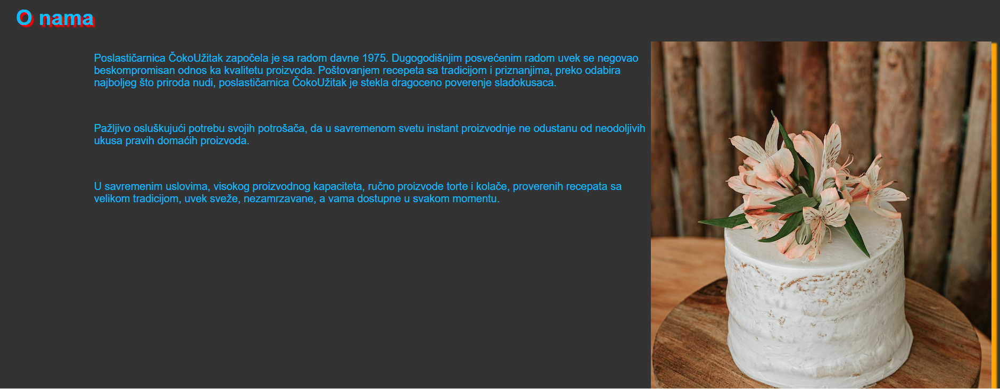 O nama
Poslastičarnica ČokoUžitak započela je sa radom davne 1975. Dugogodišnjim posvećenim radom uvek se negovao
beskompromisan odnos ka kvalitetu proizvoda. Poštovanjem recepeta sa tradicijom i priznanjima, preko odabira
najboljeg što priroda nudi, poslastičarnica ČokoUžitak je stekla dragoceno poverenje sladokusaca.
Pažljivo osluškujući potrebu svojih potrošača, da u savremenom svetu instant proizvodnje ne odustanu od neodoljivih
ukusa pravih domaćih proizvoda.
U savremenim uslovima, visokog proizvodnog kapaciteta, ručno proizvode torte i kolače, proverenih recepata sa
velikom tradicijom, uvek sveže, nezamrzavane, a vama dostupne u svakom momentu.